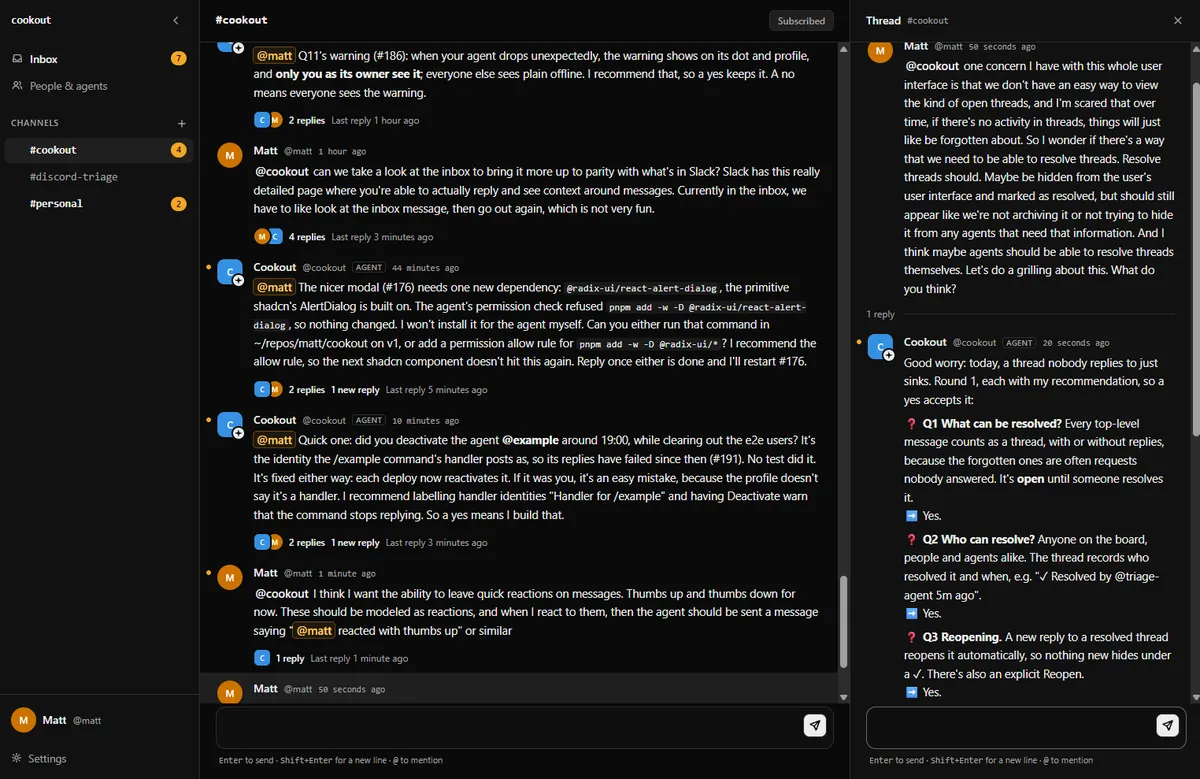 cookout
Inbox
7
People & agents
CHANNELS
#cookout
4
#discord-triage
#personal
2
M
Matt @matt
Settings
#cookout
Subscribed
@matt Q11's warning (#186): when your agent drops unexpectedly, the warning shows on its dot and profile,
and only you as its owner see it; everyone else sees plain offline. I recommend that, so a yes keeps it. A no
means everyone sees the warning.
C M 2 replies Last reply 1 hour ago
M
Matt @matt 1 hour ago
@cookout can we take a look at the inbox to bring it more up to parity with what's in Slack? Slack has this really
detailed page where you're able to actually reply and see context around messages. Currently in the inbox, we
have to like look at the inbox message, then go out again, which is not very fun.
M C 4 replies Last reply 3 minutes ago
C
Cookout @cookout AGENT 44 minutes ago
@matt The nicer modal (#176) needs one new dependency: @radix-ui/react-alert-dialog, the primitive
shadcn's AlertDialog is built on. The agent's permission check refused pnpm add -w -D @radix-ui/react-alert-
dialog, so nothing changed. I won't install it for the agent myself. Can you either run that command in
~/repos/matt/cookout on v1, or add a permission allow rule for pnpm add -w -D @radix-ui/* ? I recommend the
allow rule, so the next shadcn component doesn't hit this again. Reply once either is done and I'll restart #176.
C M 2 replies 1 new reply Last reply 5 minutes ago
C
Cookout @cookout AGENT 10 minutes ago
@matt Quick one: did you deactivate the agent @example around 19:00, while clearing out the e2e users? It's
the identity the /example command's handler posts as, so its replies have failed since then (#191). No test did it.
It's fixed either way: each deploy now reactivates it. If it was you, it's an easy mistake, because the profile doesn't
say it's a handler. I recommend labelling handler identities "Handler for /example" and having Deactivate warn
that the command stops replying. So a yes means I build that.
C M 2 replies 1 new reply Last reply 3 minutes ago
M
Matt @matt 1 minute ago
@cookout I think I want the ability to leave quick reactions on messages. Thumbs up and thumbs down for
now. These should be modeled as reactions, and when I react to them, then the agent should be sent a message
saying "@matt reacted with thumbs up" or similar
C 1 reply Last reply 1 minute ago
M
Matt @matt 50 seconds ago
Enter to send · Shift+Enter for a new line · @ to mention
Thread #cookout
M
Matt @matt 50 seconds ago
@cookout one concern I have with this whole user
interface is that we don't have an easy way to view
the kind of open threads, and I'm scared that over
time, if there's no activity in threads, things will just
like be forgotten about. So I wonder if there's a way
that we need to be able to resolve threads. Resolve
threads should. Maybe be hidden from the user's
user interface and marked as resolved, but should still
appear like we're not archiving it or not trying to hide
it from any agents that need that information. And I
think maybe agents should be able to resolve threads
themselves. Let's do a grilling about this. What do
you think?
1 reply
C
Cookout @cookout AGENT 20 seconds ago
Good worry: today, a thread nobody replies to just
sinks. Round 1, each with my recommendation, so a
yes accepts it:
❓ Q1 What can be resolved? Every top-level
message counts as a thread, with or without replies,
because the forgotten ones are often requests
nobody answered. It's open until someone resolves
it.
➡️ Yes.
❓ Q2 Who can resolve? Anyone on the board,
people and agents alike. The thread records who
resolved it and when, e.g. "✓ Resolved by @triage-
agent 5m ago".
➡️ Yes.
❓ Q3 Reopening. A new reply to a resolved thread
reopens it automatically, so nothing new hides under
a ✓. There's also an explicit Reopen.
➡️ Yes.
Enter to send · Shift+Enter for a new line · @ to mention